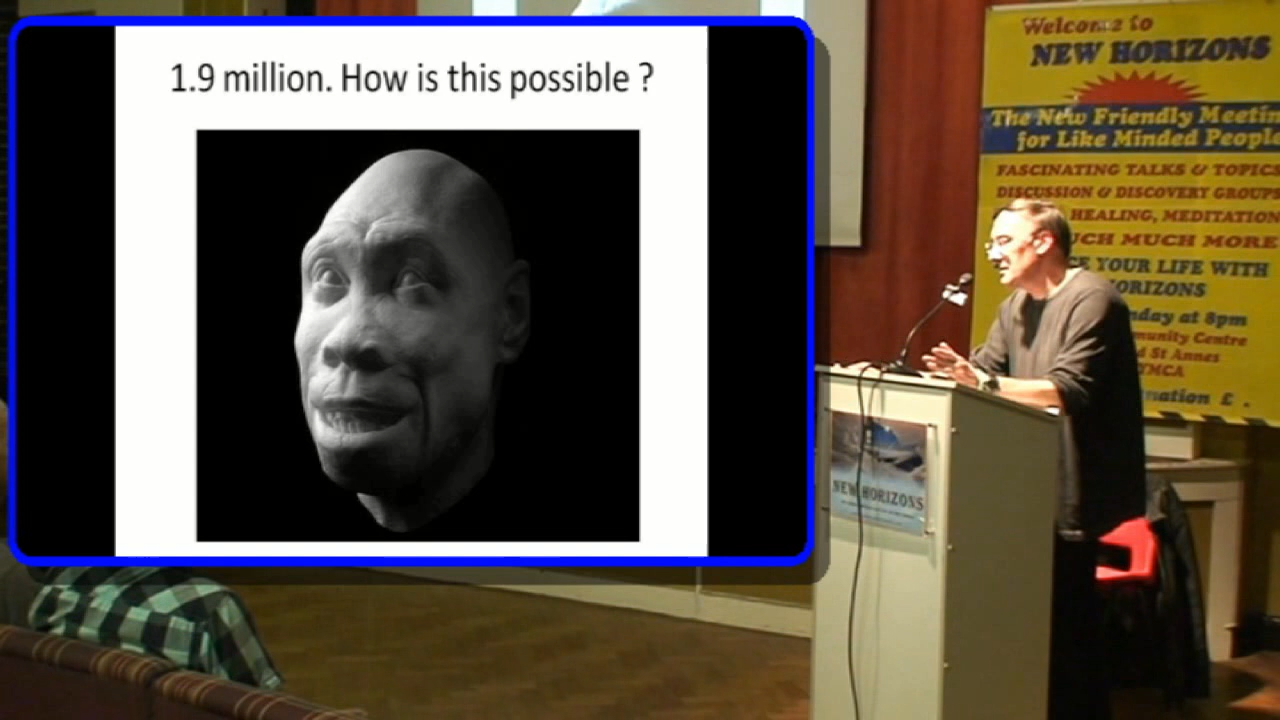 1.9 million. How is this possible ?
Welcome to
NEW HORIZONS
The New Friendly Meetin
for Like Minded People
FASCINATING TALKS & TOPICS
DISCUSSION & DISCOVERY GROUPS
HEALING, MEDITATION
UCH MUCH MORE
E YOUR LIFE WITH
ORIZONS
nday at 8pm
munity Centre
d St Annes
YMCA
nation £ .
NEW HORIZONS